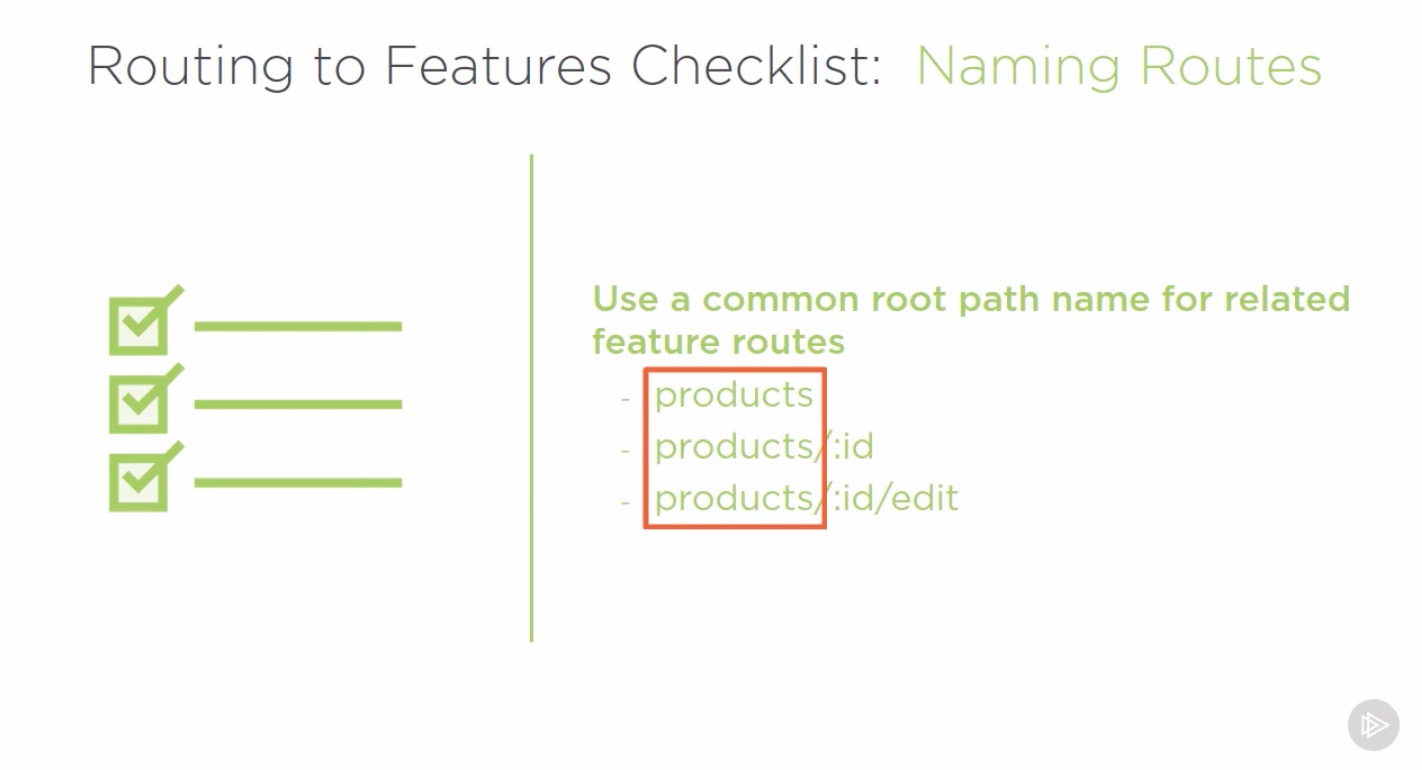 Routing to Features Checklist: Naming Routes
Use a common root path name for related
feature routes
- products
- products/:id
- products/:id/edit